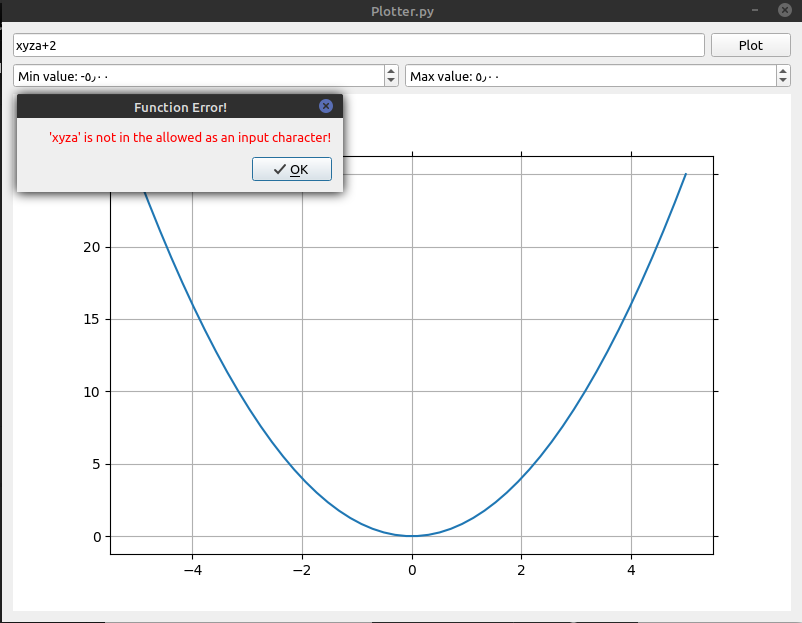 Plotter.py
xyza+2
Plot
Min value: -٥٫٠٠
Max value: ٥٫٠٠
Function Error!
'xyza' is not in the allowed as an input character!
OK
20
15
10
5
0
−4 −2 0 2 4